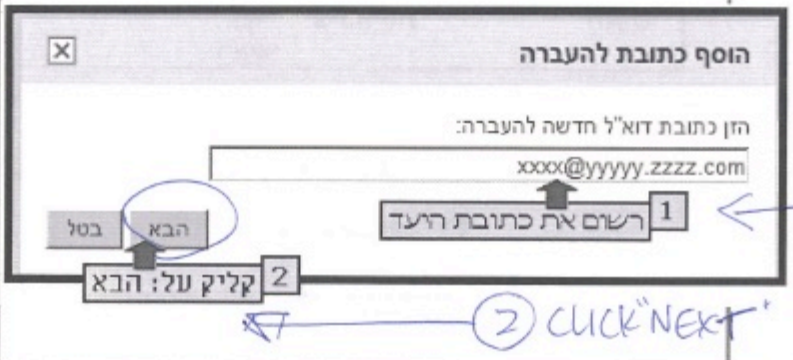 הוסף כתובת להעברה
הזן כתובת דוא"ל חדשה להעברה:
xxxx@yyyyy.zzzz.com
1 רשום את כתובת היעד
הבא
בטל
2 קליק על: הבא
2 CLICK "NEXT"